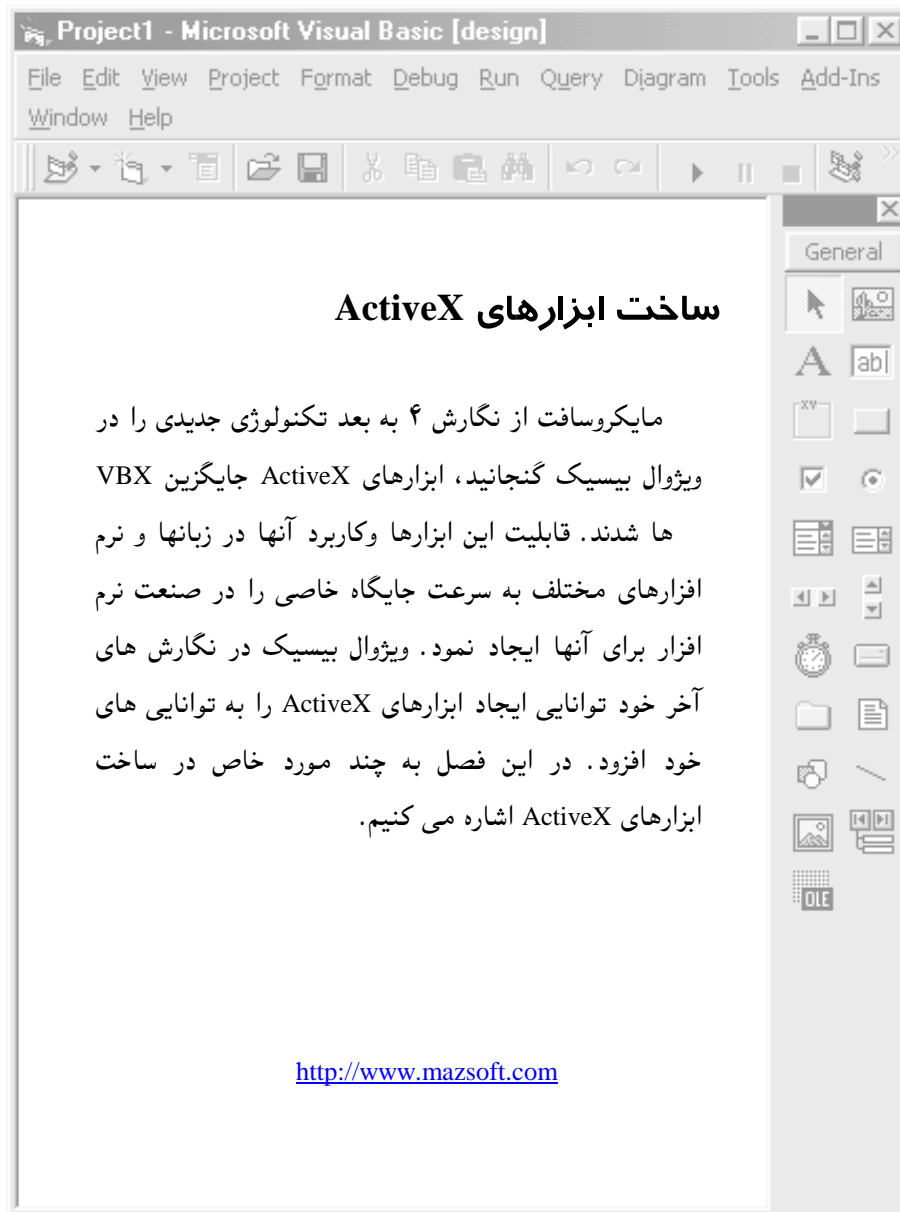 Project1 - Microsoft Visual Basic [design]
File Edit View Project Format Debug Run Query Diagram Tools Add-Ins
Window Help
General
ساخت ابزارهای ActiveX
مایکروسافت از نگارش ۴ به بعد تکنولوژی جدیدی را در
ویژوال بیسیک گنجانید، ابزارهای ActiveX جایگزین VBX
ها شدند. قابلیت این ابزارها وکاربرد آنها در زبانها و نرم
افزارهای مختلف به سرعت جایگاه خاصی را در صنعت نرم
افزار برای آنها ایجاد نمود. ویژوال بیسیک در نگارش های
آخر خود توانایی ایجاد ابزارهای ActiveX را به توانایی های
خود افزود. در این فصل به چند مورد خاص در ساخت
ابزارهای ActiveX اشاره می کنیم.
http://www.mazsoft.com
A
ab
XY
OLE